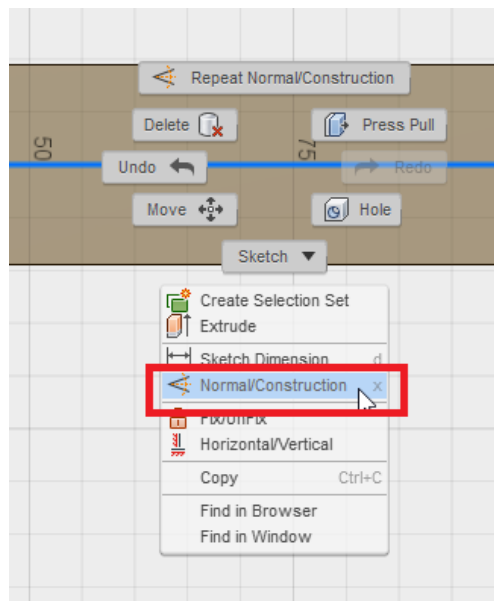 Repeat Normal/Construction
Delete
Press Pull
50
75
Undo
Redo
Move
Hole
Sketch
Create Selection Set
Extrude
Sketch Dimension d
Normal/Construction x
Fix/UnFix
Horizontal/Vertical
Copy Ctrl+C
Find in Browser
Find in Window